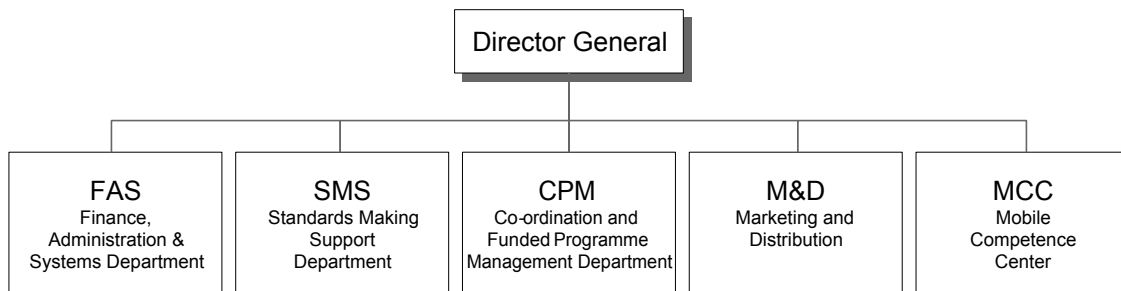 Director General
FAS
Finance,
Administration &
Systems Department
SMS
Standards Making
Support
Department
CPM
Co-ordination and
Funded Programme
Management Department
M&D
Marketing and
Distribution
MCC
Mobile
Competence
Center